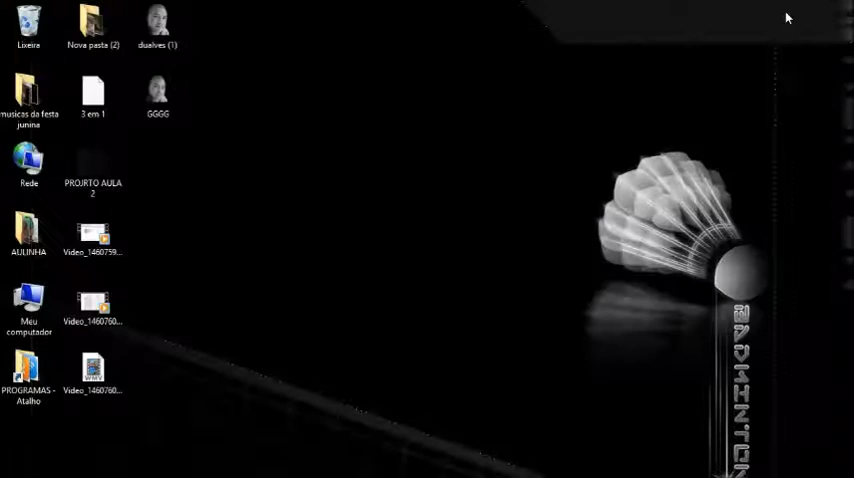 Lixeira
Nova pasta (2)
dualves (1)
musicas da festa
junina
3 em 1
GGGG
Rede
PROJRTO AULA
2
AULINHA
Video_1460759...
Meu
computador
Video_1460760...
PROGRAMAS -
Atalho
Video_1460760...
WMV